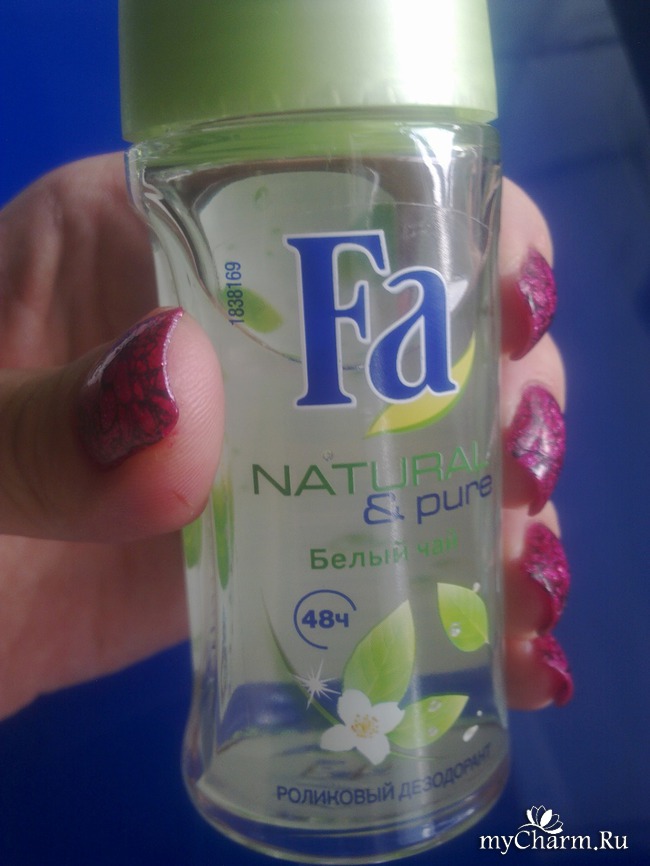 1838169
Fa
NATURAL
& pure
Белый чай
48ч
РОЛИКОВЫЙ ДЕЗОДОРАНТ
myCharm.Ru